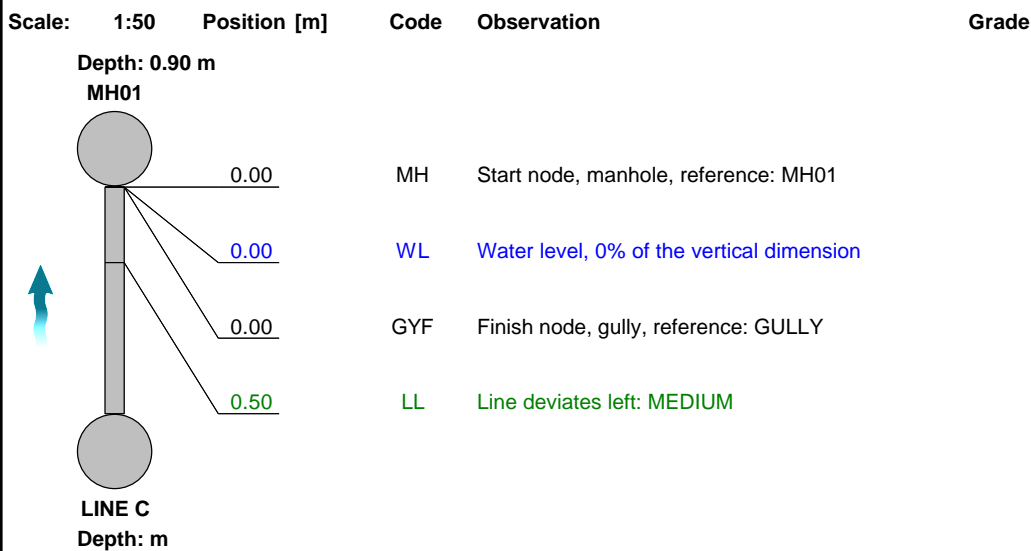 Scale: 1:50 Position [m] Code Observation Grade
Depth: 0.90 m
MH01
0.00 MH Start node, manhole, reference: MH01
0.00 WL Water level, 0% of the vertical dimension
0.00 GYF Finish node, gully, reference: GULLY
0.50 LL Line deviates left: MEDIUM
LINE C
Depth: m